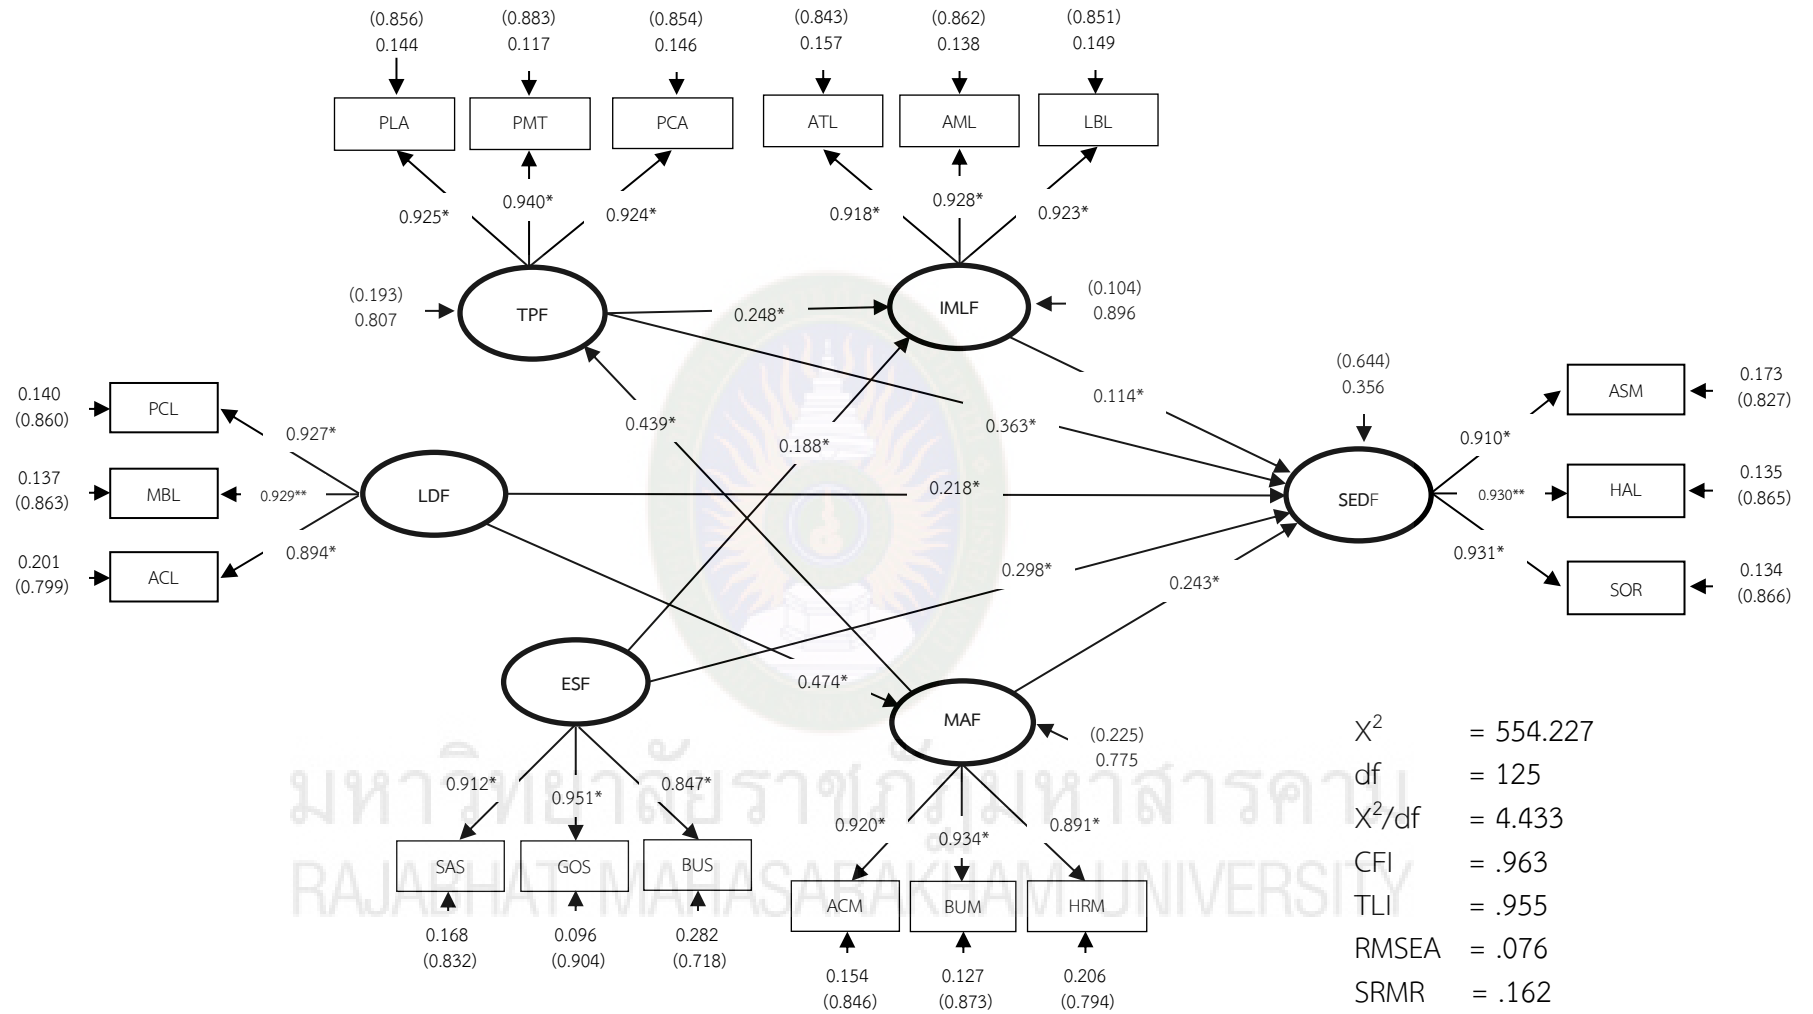 (0.856) (0.883) (0.854) (0.843) (0.862) (0.851)
0.144 0.117 0.146 0.157 0.138 0.149
PLA PMT PCA ATL AML LBL
0.925* 0.940* 0.924* 0.918* 0.928* 0.923*
(0.193)
0.807
TPF
0.248*
IMLF
(0.104)
0.896
(0.644)
0.356
0.114*
0.439*
0.188*
0.363*
0.140
(0.860)
PCL
0.927*
0.137
(0.863)
MBL
0.929**
LDF
0.218*
SEDF
0.201
(0.799)
ACL
0.894*
0.910*
ASM
0.173
(0.827)
0.930**
HAL
0.135
(0.865)
0.931*
SOR
0.134
(0.866)
0.298*
0.243*
0.474*
ESF
MAF
(0.225)
0.775
0.912* 0.951* 0.847*
มหาวิทยาลัยราชภัฏมหาสารคาม
RAJABHAT MAHASARAKHAM UNIVERSITY
SAS GOS BUS
0.168 0.096 0.282
(0.832) (0.904) (0.718)
0.920* 0.934* 0.891*
ACM BUM HRM
0.154 0.127 0.206
(0.846) (0.873) (0.794)
X² = 554.227
df = 125
X²/df = 4.433
CFI = .963
TLI = .955
RMSEA = .076
SRMR = .162